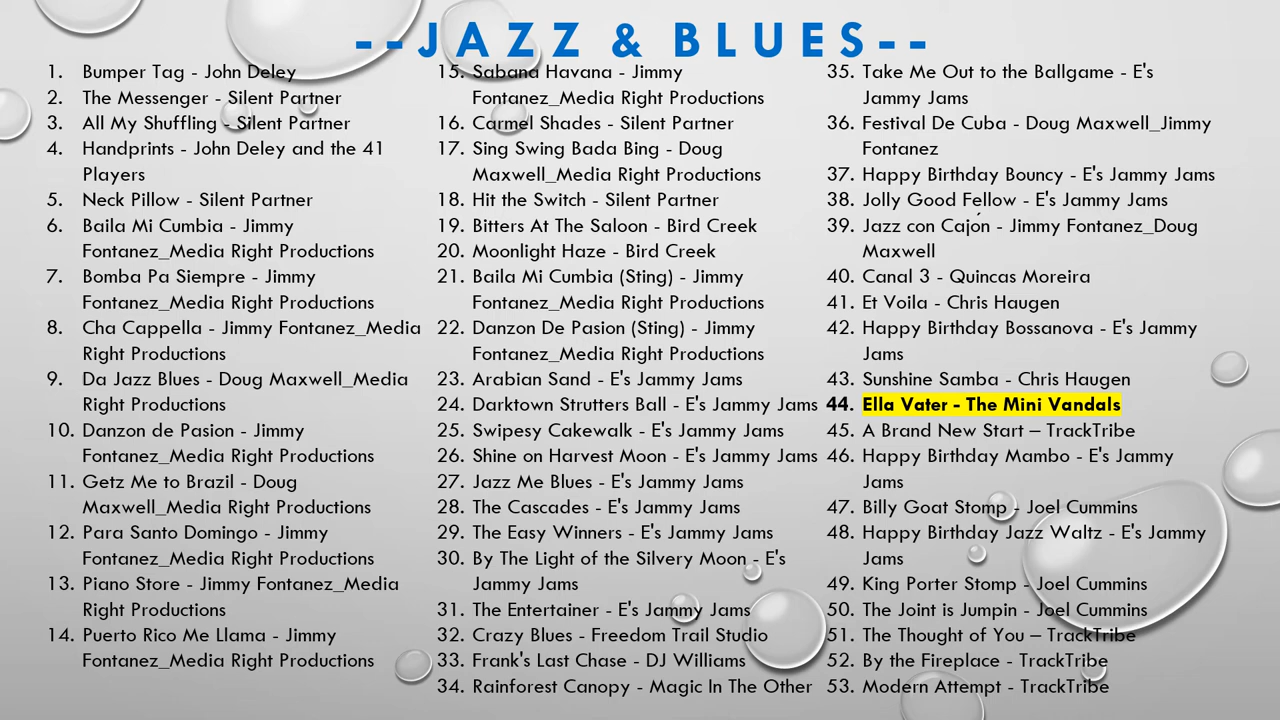 --JAZZ & BLUES--
1. Bumper Tag - John Deley
2. The Messenger - Silent Partner
3. All My Shuffling - Silent Partner
4. Handprints - John Deley and the 41
Players
5. Neck Pillow - Silent Partner
6. Baila Mi Cumbia - Jimmy
Fontanez_Media Right Productions
7. Bomba Pa Siempre - Jimmy
Fontanez_Media Right Productions
8. Cha Cappella - Jimmy Fontanez_Media
Right Productions
9. Da Jazz Blues - Doug Maxwell_Media
Right Productions
10. Danzon de Pasion - Jimmy
Fontanez_Media Right Productions
11. Getz Me to Brazil - Doug
Maxwell_Media Right Productions
12. Para Santo Domingo - Jimmy
Fontanez_Media Right Productions
13. Piano Store - Jimmy Fontanez_Media
Right Productions
14. Puerto Rico Me Llama - Jimmy
Fontanez_Media Right Productions
15. Sabana Havana - Jimmy
Fontanez_Media Right Productions
16. Carmel Shades - Silent Partner
17. Sing Swing Bada Bing - Doug
Maxwell_Media Right Productions
18. Hit the Switch - Silent Partner
19. Bitters At The Saloon - Bird Creek
20. Moonlight Haze - Bird Creek
21. Baila Mi Cumbia (Sting) - Jimmy
Fontanez_Media Right Productions
22. Danzon De Pasion (Sting) - Jimmy
Fontanez_Media Right Productions
23. Arabian Sand - E's Jammy Jams
24. Darktown Strutters Ball - E's Jammy Jams
25. Swipesy Cakewalk - E's Jammy Jams
26. Shine on Harvest Moon - E's Jammy Jams
27. Jazz Me Blues - E's Jammy Jams
28. The Cascades - E's Jammy Jams
29. The Easy Winners - E's Jammy Jams
30. By The Light of the Silvery Moon - E's
Jammy Jams
31. The Entertainer - E's Jammy Jams
32. Crazy Blues - Freedom Trail Studio
33. Frank's Last Chase - DJ Williams
34. Rainforest Canopy - Magic In The Other
35. Take Me Out to the Ballgame - E's
Jammy Jams
36. Festival De Cuba - Doug Maxwell_Jimmy
Fontanez
37. Happy Birthday Bouncy - E's Jammy Jams
38. Jolly Good Fellow - E's Jammy Jams
39. Jazz con Cajón - Jimmy Fontanez_Doug
Maxwell
40. Canal 3 - Quincas Moreira
41. Et Voila - Chris Haugen
42. Happy Birthday Bossanova - E's Jammy
Jams
43. Sunshine Samba - Chris Haugen
44. Ella Vater - The Mini Vandals
45. A Brand New Start – TrackTribe
46. Happy Birthday Mambo - E's Jammy
Jams
47. Billy Goat Stomp - Joel Cummins
48. Happy Birthday Jazz Waltz - E's Jammy
Jams
49. King Porter Stomp - Joel Cummins
50. The Joint is Jumpin - Joel Cummins
51. The Thought of You – TrackTribe
52. By the Fireplace - TrackTribe
53. Modern Attempt - TrackTribe